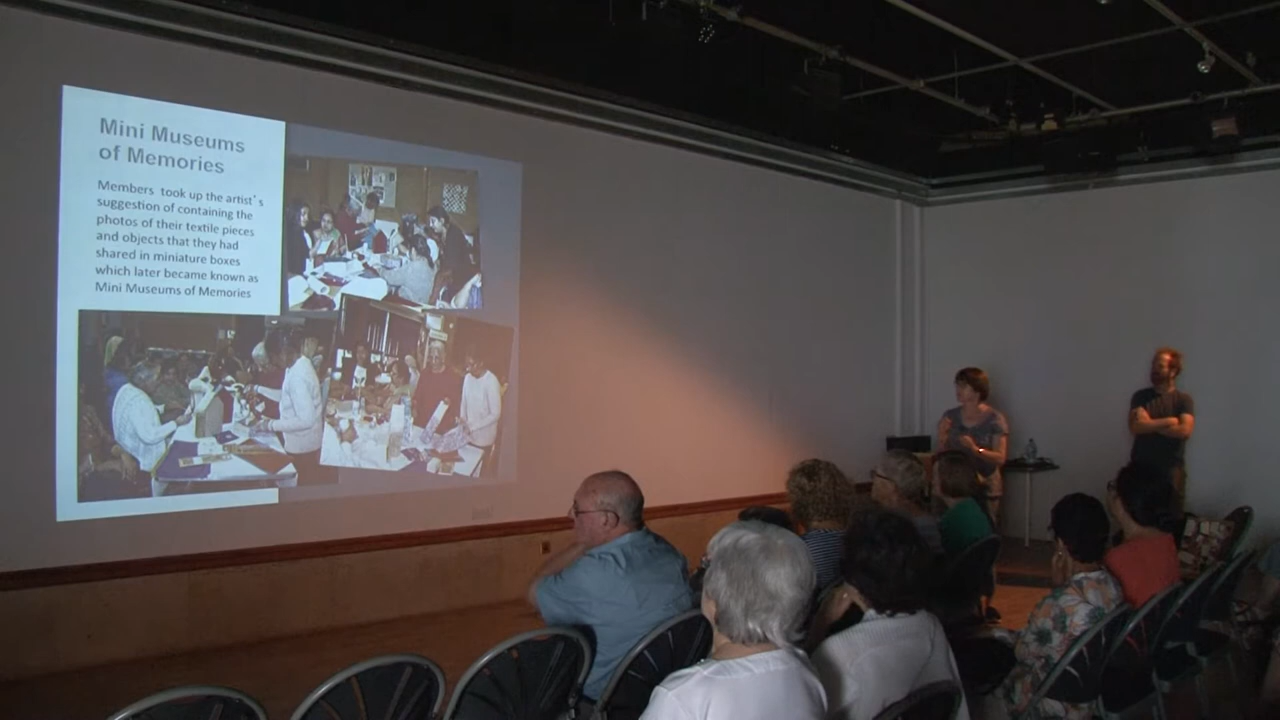 Mini Museums
of Memories
Members took up the artist's
suggestion of containing the
photos of their textile pieces
and objects that they had
shared in miniature boxes
which later became known as
Mini Museums of Memories